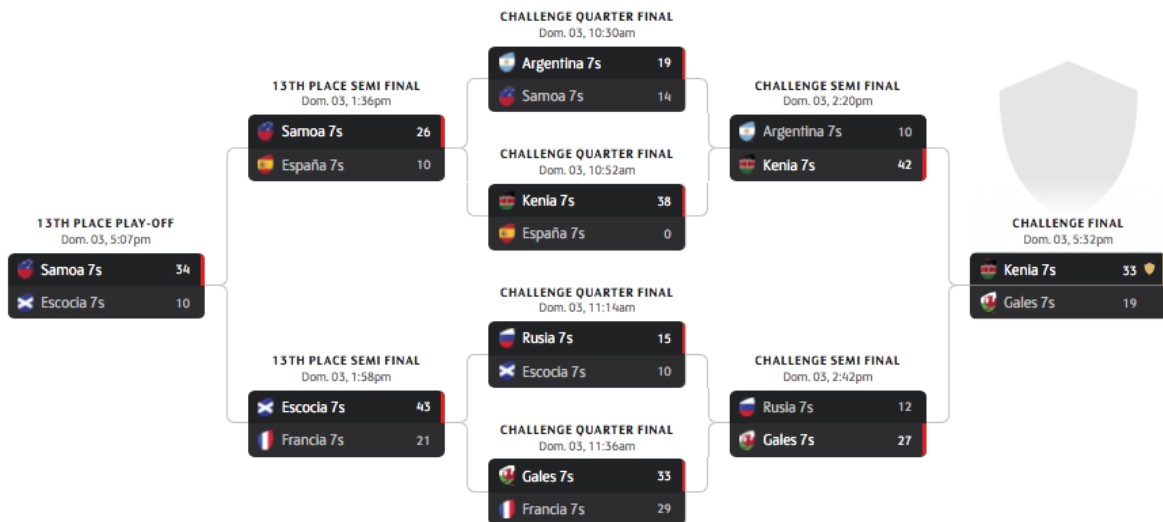 CHALLENGE QUARTER FINAL
Dom. 03, 10:30am
Argentina 7s 19
Samoa 7s 14
13TH PLACE SEMI FINAL
Dom. 03, 1:36pm
Samoa 7s 26
España 7s 10
CHALLENGE SEMI FINAL
Dom. 03, 2:20pm
Argentina 7s 10
Kenia 7s 42
CHALLENGE QUARTER FINAL
Dom. 03, 10:52am
Kenia 7s 38
España 7s 0
13TH PLACE PLAY-OFF
Dom. 03, 5:07pm
Samoa 7s 34
Escocia 7s 10
CHALLENGE FINAL
Dom. 03, 5:32pm
Kenia 7s 33
Gales 7s 19
CHALLENGE QUARTER FINAL
Dom. 03, 11:14am
Rusia 7s 15
Escocia 7s 10
13TH PLACE SEMI FINAL
Dom. 03, 1:58pm
Escocia 7s 43
Francia 7s 21
CHALLENGE SEMI FINAL
Dom. 03, 2:42pm
Rusia 7s 12
Gales 7s 27
CHALLENGE QUARTER FINAL
Dom. 03, 11:36am
Gales 7s 33
Francia 7s 29